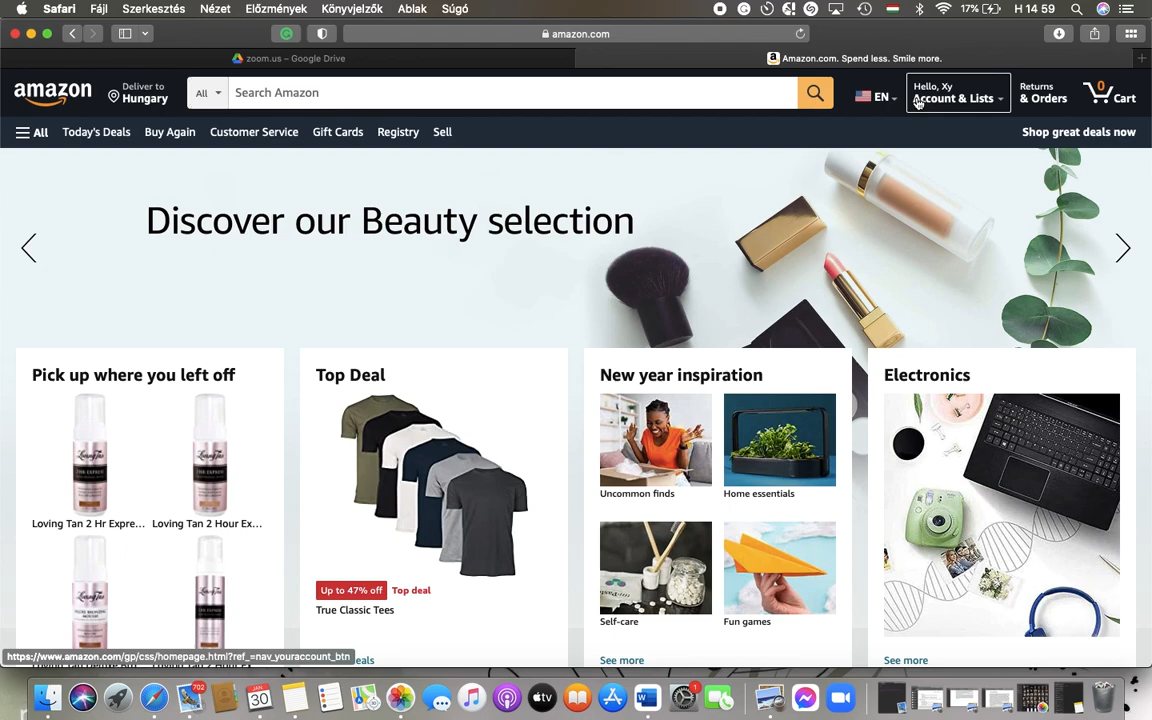 Safari Fájl Szerkesztés Nézet Előzmények Könyvjelzők Ablak Súgó 17% H 14 59
amazon.com
zoom.us – Google Drive
Amazon.com. Spend less. Smile more.
amazon
Deliver to
Hungary
All
Search Amazon
EN
Hello, Xy
Account & Lists
Returns
& Orders
0
Cart
All Today's Deals Buy Again Customer Service Gift Cards Registry Sell
Shop great deals now
Discover our Beauty selection
Pick up where you left off
Loving Tan 2 Hr Expre... Loving Tan 2 Hour Ex...
Top Deal
Up to 47% off Top deal
True Classic Tees
New year inspiration
Uncommon finds Home essentials
Self-care Fun games
See more
Electronics
See more
https://www.amazon.com/gp/css/homepage.html?ref_=nav_youraccount_btn
702
JAN
30
tv
1